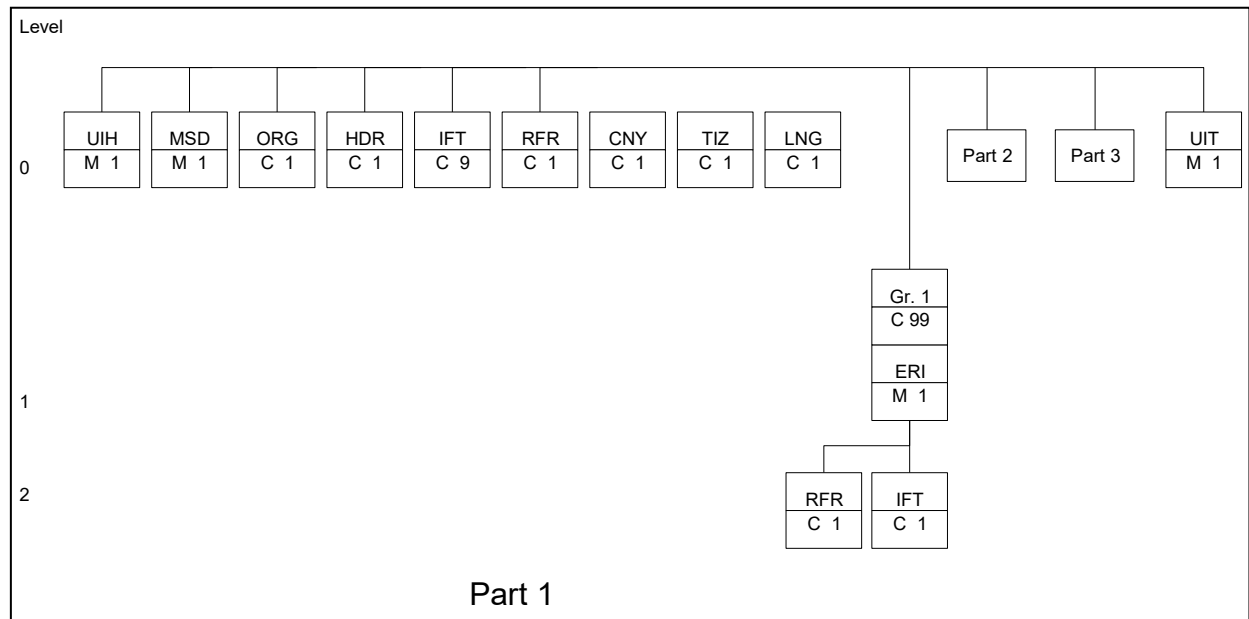 Level
UIH MSD ORG HDR IFT RFR CNY TIZ LNG UIT
Part 2 Part 3
M 1 M 1 C 1 C 1 C 9 C 1 C 1 C 1 C 1 M 1
0
Gr. 1
C 99
ERI
M 1
1
2
RFR IFT
C 1 C 1
Part 1